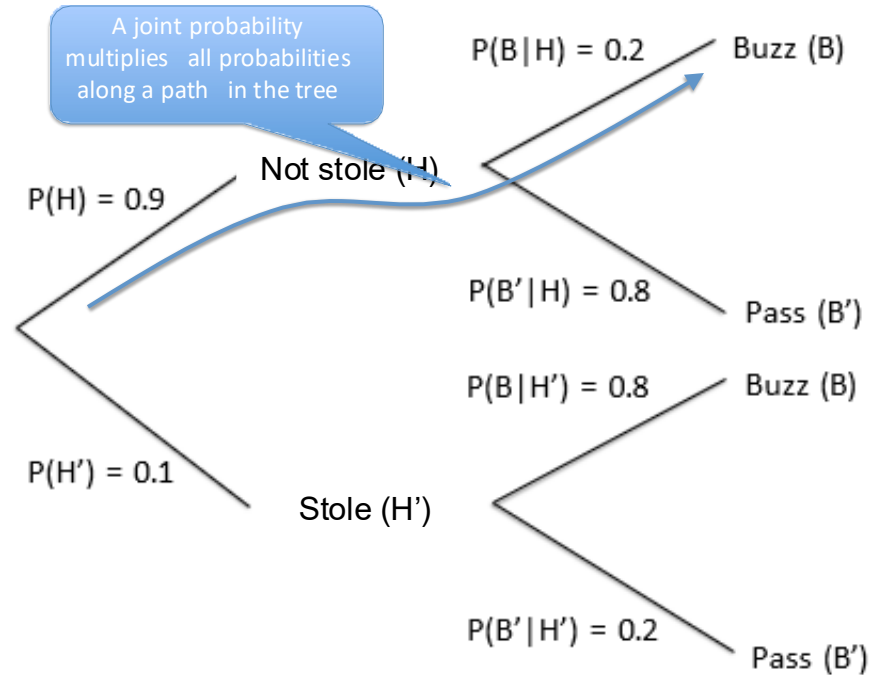 A joint probability
multiplies all probabilities
along a path in the tree
P(B|H) = 0.2
Buzz (B)
Not stole (H)
P(H) = 0.9
P(B′|H) = 0.8
Pass (B′)
P(B|H’) = 0.8
Buzz (B)
P(H’) = 0.1
Stole (H’)
P(B′|H’) = 0.2
Pass (B′)